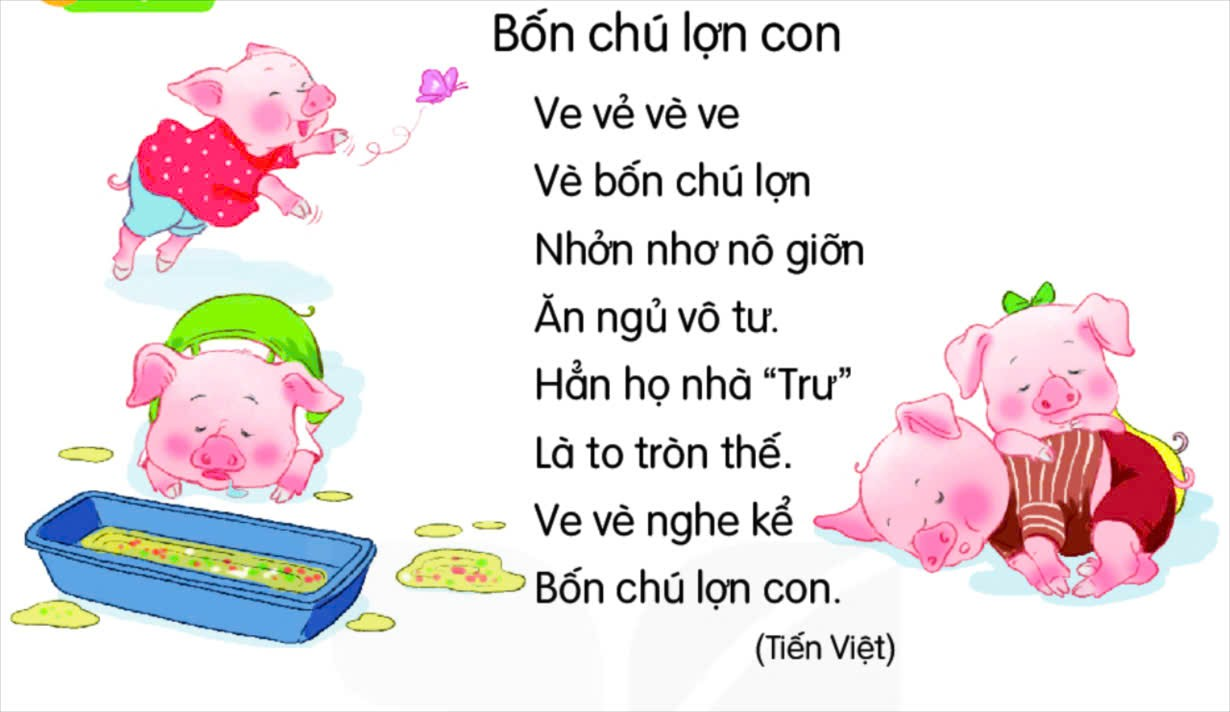 Bốn chú lợn con
Ve vẻ vè ve
Vè bốn chú lợn
Nhởn nhơ nô giỡn
Ăn ngủ vô tư.
Hẳn họ nhà “Trư”
Là to tròn thế.
Ve vè nghe kể
Bốn chú lợn con.
(Tiến Việt)